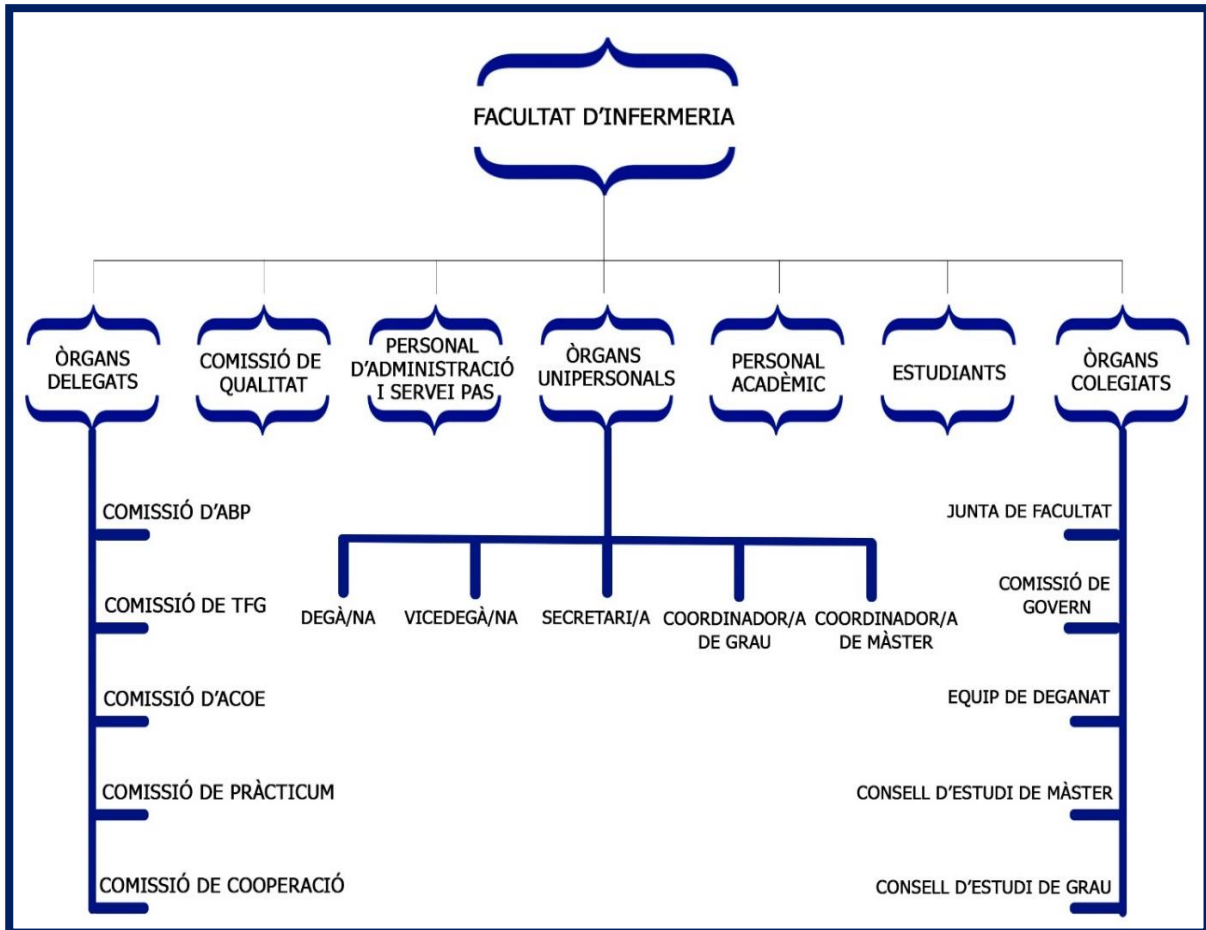 FACULTAT D'INFERMERIA
ÒRGANS
DELEGATS
COMISSIÓ DE
QUALITAT
PERSONAL
D'ADMINISTRACIÓ
I SERVEI PAS
ÒRGANS
UNIPERSONALS
PERSONAL
ACADÈMIC
ESTUDIANTS
ÒRGANS
COLEGIATS
COMISSIÓ D'ABP
COMISSIÓ DE TFG
COMISSIÓ D'ACOE
COMISSIÓ DE PRÀCTICUM
COMISSIÓ DE COOPERACIÓ
DEGÀ/NA
VICEDEGÀ/NA
SECRETARI/A
COORDINADOR/A
DE GRAU
COORDINADOR/A
DE MÀSTER
JUNTA DE FACULTAT
COMISSIÓ DE
GOVERN
EQUIP DE DEGANAT
CONSELL D'ESTUDI DE MÀSTER
CONSELL D'ESTUDI DE GRAU